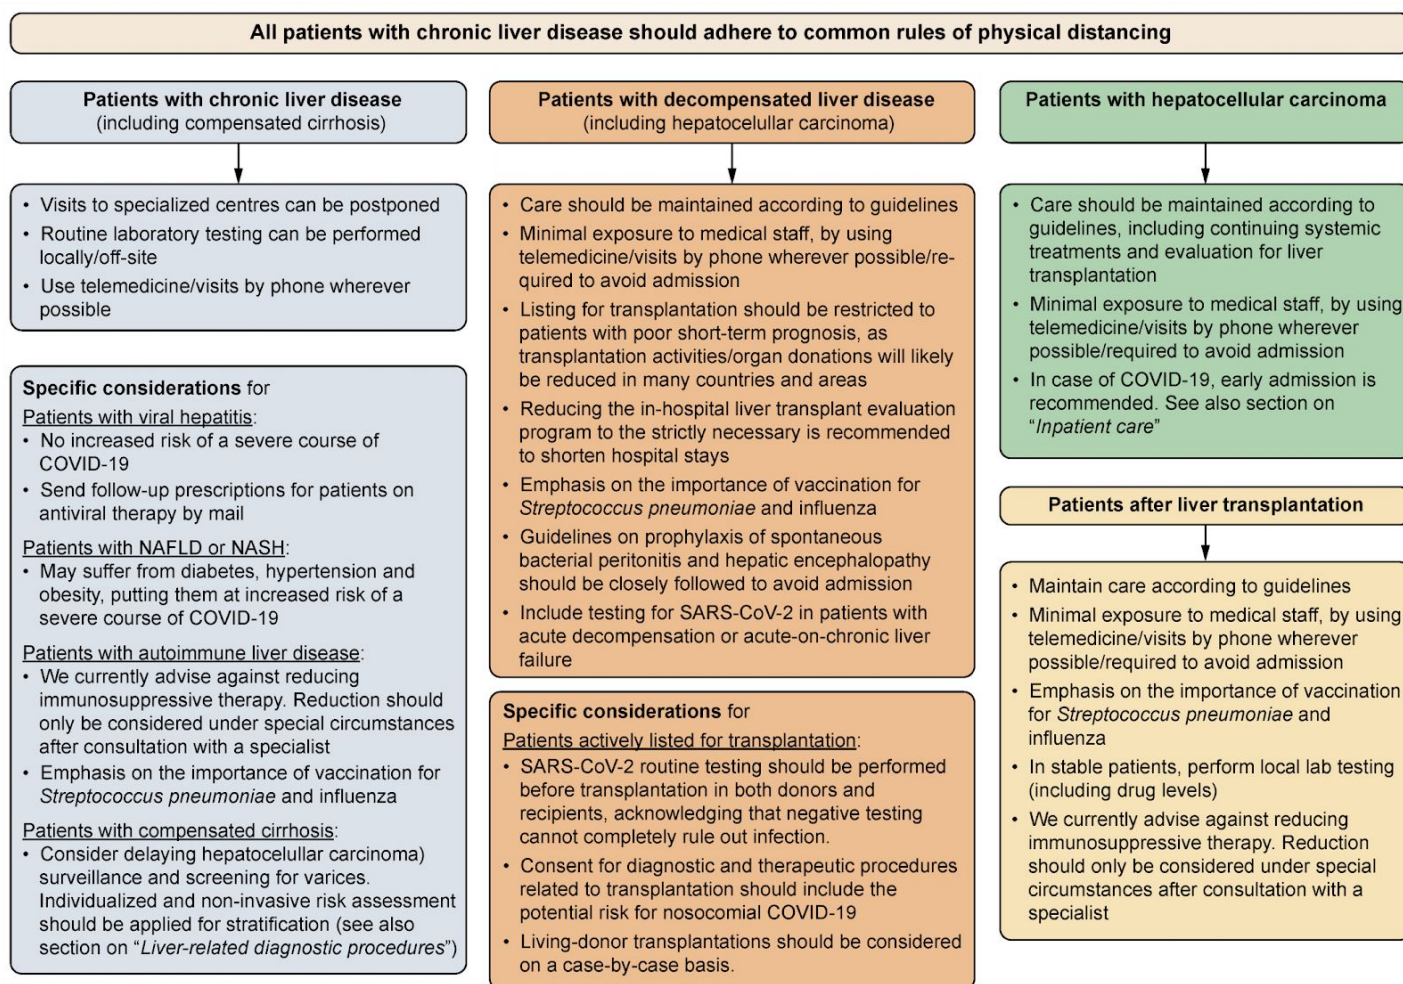 All patients with chronic liver disease should adhere to common rules of physical distancing
Patients with chronic liver disease
(including compensated cirrhosis)
• Visits to specialized centres can be postponed
• Routine laboratory testing can be performed
locally/off-site
• Use telemedicine/visits by phone wherever
possible
Specific considerations for
Patients with viral hepatitis:
• No increased risk of a severe course of
COVID-19
• Send follow-up prescriptions for patients on
antiviral therapy by mail
Patients with NAFLD or NASH:
• May suffer from diabetes, hypertension and
obesity, putting them at increased risk of a
severe course of COVID-19
Patients with autoimmune liver disease:
• We currently advise against reducing
immunosuppressive therapy. Reduction should
only be considered under special circumstances
after consultation with a specialist
• Emphasis on the importance of vaccination for
Streptococcus pneumoniae and influenza
Patients with compensated cirrhosis:
• Consider delaying hepatocelullar carcinoma)
surveillance and screening for varices.
Individualized and non-invasive risk assessment
should be applied for stratification (see also
section on “Liver-related diagnostic procedures”)
Patients with decompensated liver disease
(including hepatocelullar carcinoma)
• Care should be maintained according to guidelines
• Minimal exposure to medical staff, by using
telemedicine/visits by phone wherever possible/re-
quired to avoid admission
• Listing for transplantation should be restricted to
patients with poor short-term prognosis, as
transplantation activities/organ donations will likely
be reduced in many countries and areas
• Reducing the in-hospital liver transplant evaluation
program to the strictly necessary is recommended
to shorten hospital stays
• Emphasis on the importance of vaccination for
Streptococcus pneumoniae and influenza
• Guidelines on prophylaxis of spontaneous
bacterial peritonitis and hepatic encephalopathy
should be closely followed to avoid admission
• Include testing for SARS-CoV-2 in patients with
acute decompensation or acute-on-chronic liver
failure
Specific considerations for
Patients actively listed for transplantation:
• SARS-CoV-2 routine testing should be performed
before transplantation in both donors and
recipients, acknowledging that negative testing
cannot completely rule out infection.
• Consent for diagnostic and therapeutic procedures
related to transplantation should include the
potential risk for nosocomial COVID-19
• Living-donor transplantations should be considered
on a case-by-case basis.
Patients with hepatocellular carcinoma
• Care should be maintained according to
guidelines, including continuing systemic
treatments and evaluation for liver
transplantation
• Minimal exposure to medical staff, by using
telemedicine/visits by phone wherever
possible/required to avoid admission
• In case of COVID-19, early admission is
recommended. See also section on
“Inpatient care”
Patients after liver transplantation
• Maintain care according to guidelines
• Minimal exposure to medical staff, by using
telemedicine/visits by phone wherever
possible/required to avoid admission
• Emphasis on the importance of vaccination
for Streptococcus pneumoniae and
influenza
• In stable patients, perform local lab testing
(including drug levels)
• We currently advise against reducing
immunosuppressive therapy. Reduction
should only be considered under special
circumstances after consultation with a
specialist